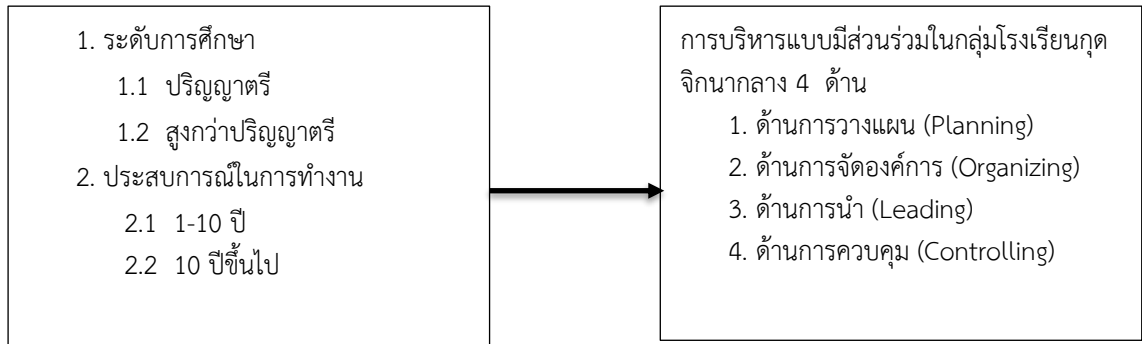 1. ระดับการศึกษา
1.1 ปริญญาตรี
1.2 สูงกว่าปริญญาตรี
2. ประสบการณ์ในการทำงาน
2.1 1-10 ปี
2.2 10 ปีขึ้นไป
การบริหารแบบมีส่วนร่วมในกลุ่มโรงเรียนกุด
จิกนากลาง 4 ด้าน
1. ด้านการวางแผน (Planning)
2. ด้านการจัดองค์การ (Organizing)
3. ด้านการนำ (Leading)
4. ด้านการควบคุม (Controlling)